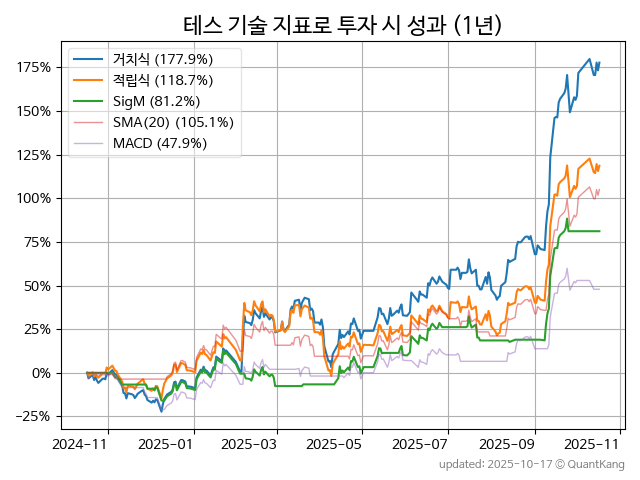 테스 기술 지표로 투자 시 성과 (1년)
거치식 (177.9%)
적립식 (118.7%)
SigM (81.2%)
SMA(20) (105.1%)
MACD (47.9%)
175%
150%
125%
100%
75%
50%
25%
0%
−25%
2024-11 2025-01 2025-03 2025-05 2025-07 2025-09 2025-11
updated: 2025-10-17 © QuantKang